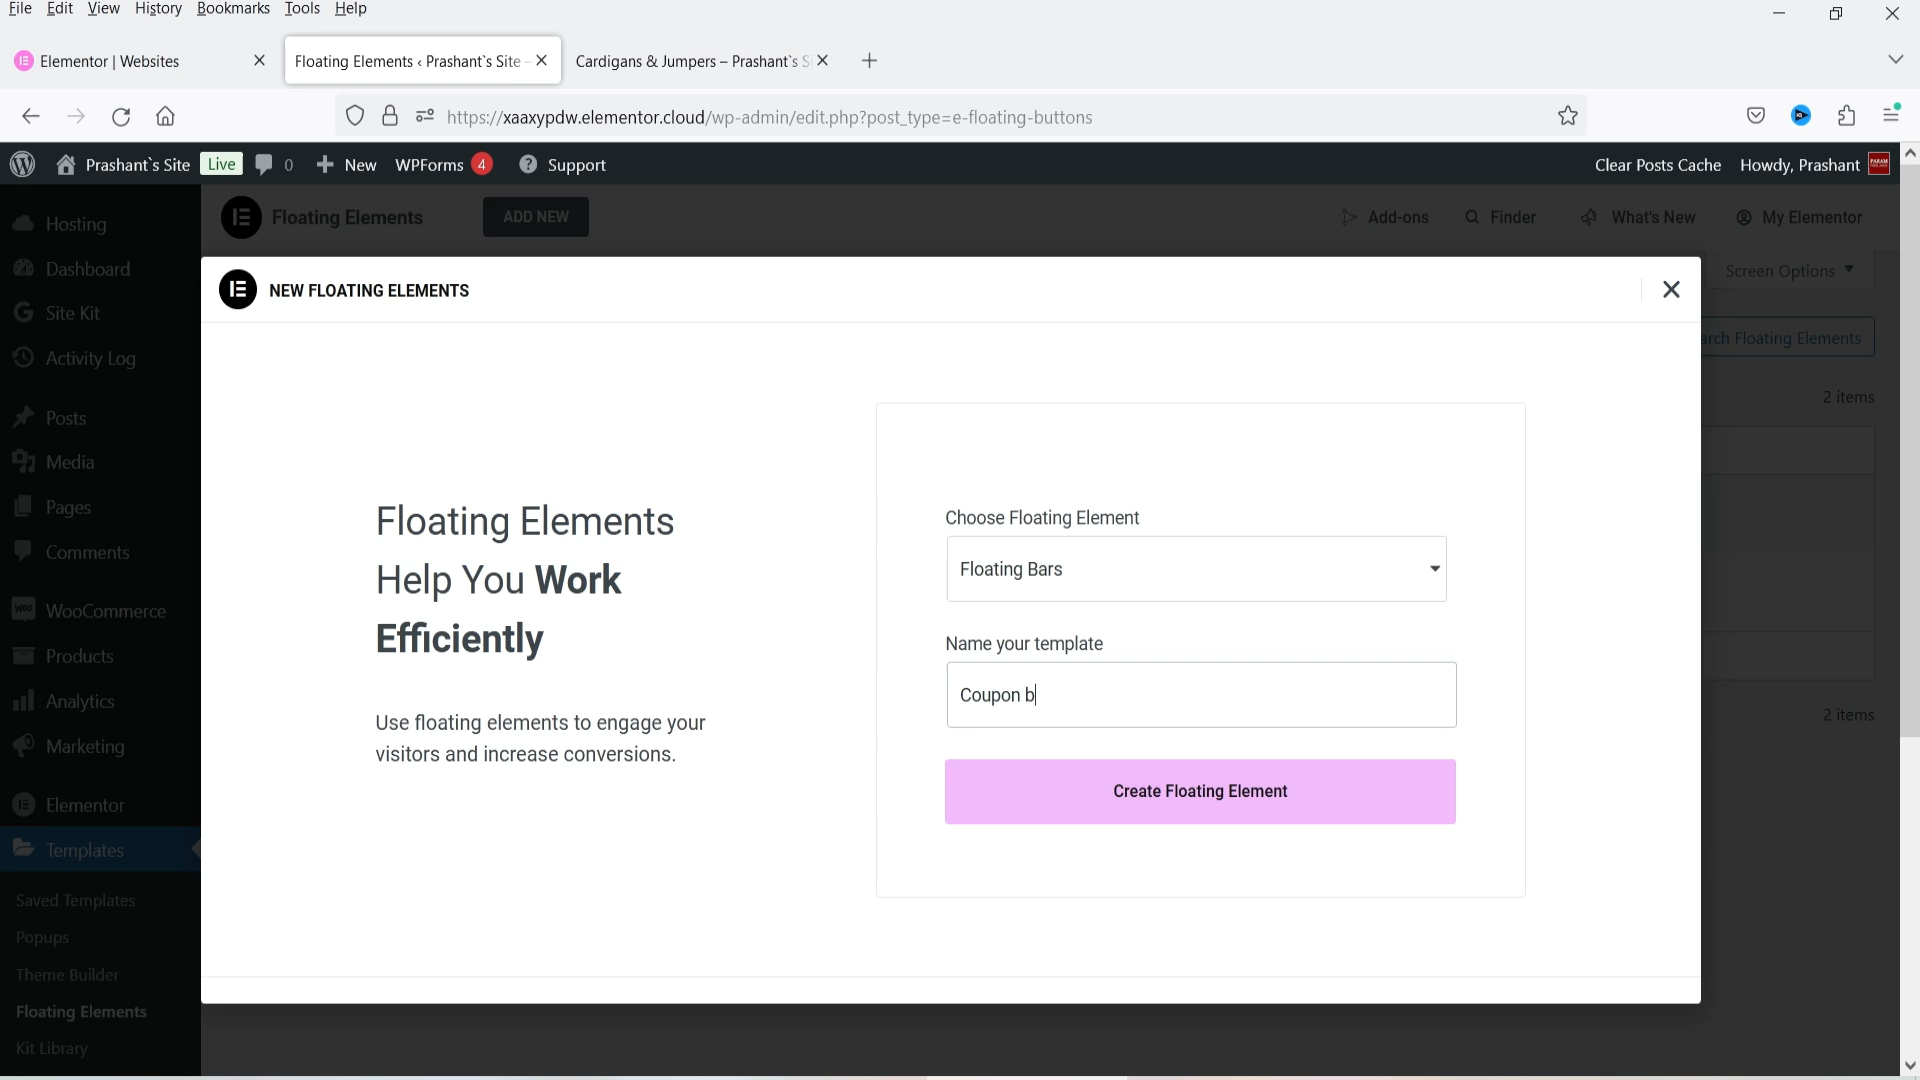 File Edit View History Bookmarks Tools Help
Elementor | Websites
Floating Elements ‹ Prashant`s Site –
Cardigans & Jumpers – Prashant`s S
https://xaaxypdw.elementor.cloud/wp-admin/edit.php?post_type=e-floating-buttons
Prashant`s Site Live 0 New WPForms 4 Support Clear Posts Cache Howdy, Prashant
Floating Elements ADD NEW Add-ons Finder What's New My Elementor
Screen Options
NEW FLOATING ELEMENTS
arch Floating Elements
2 items
Hosting
Dashboard
Site Kit
Activity Log
Posts
Media
Pages
Comments
WooCommerce
Products
Analytics
Marketing
Elementor
Templates
Saved Templates
Popups
Theme Builder
Floating Elements
Kit Library
Floating Elements
Help You Work
Efficiently
Use floating elements to engage your
visitors and increase conversions.
Choose Floating Element
Floating Bars
Name your template
Coupon b
Create Floating Element
2 items